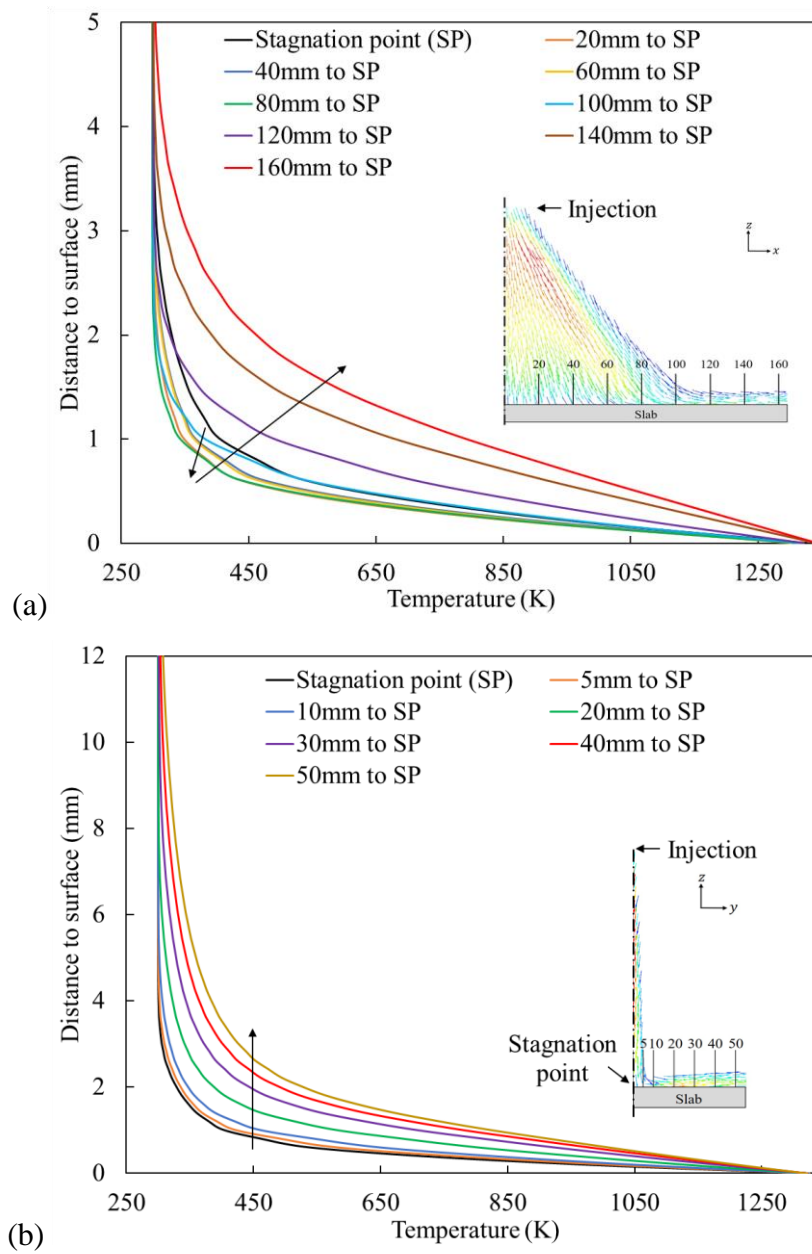 5
4
3
2
1
0
Distance to surface (mm)
Stagnation point (SP) 20mm to SP
40mm to SP 60mm to SP
80mm to SP 100mm to SP
120mm to SP 140mm to SP
160mm to SP
Injection
z
x
20 40 60 80 100 120 140 160
Slab
250 450 650 850 1050 1250
Temperature (K)
(a)
12
10
8
6
4
2
0
Distance to surface (mm)
Stagnation point (SP) 5mm to SP
10mm to SP 20mm to SP
30mm to SP 40mm to SP
50mm to SP
Injection
z
y
Stagnation
point
5 10 20 30 40 50
Slab
250 450 650 850 1050 1250
Temperature (K)
(b)